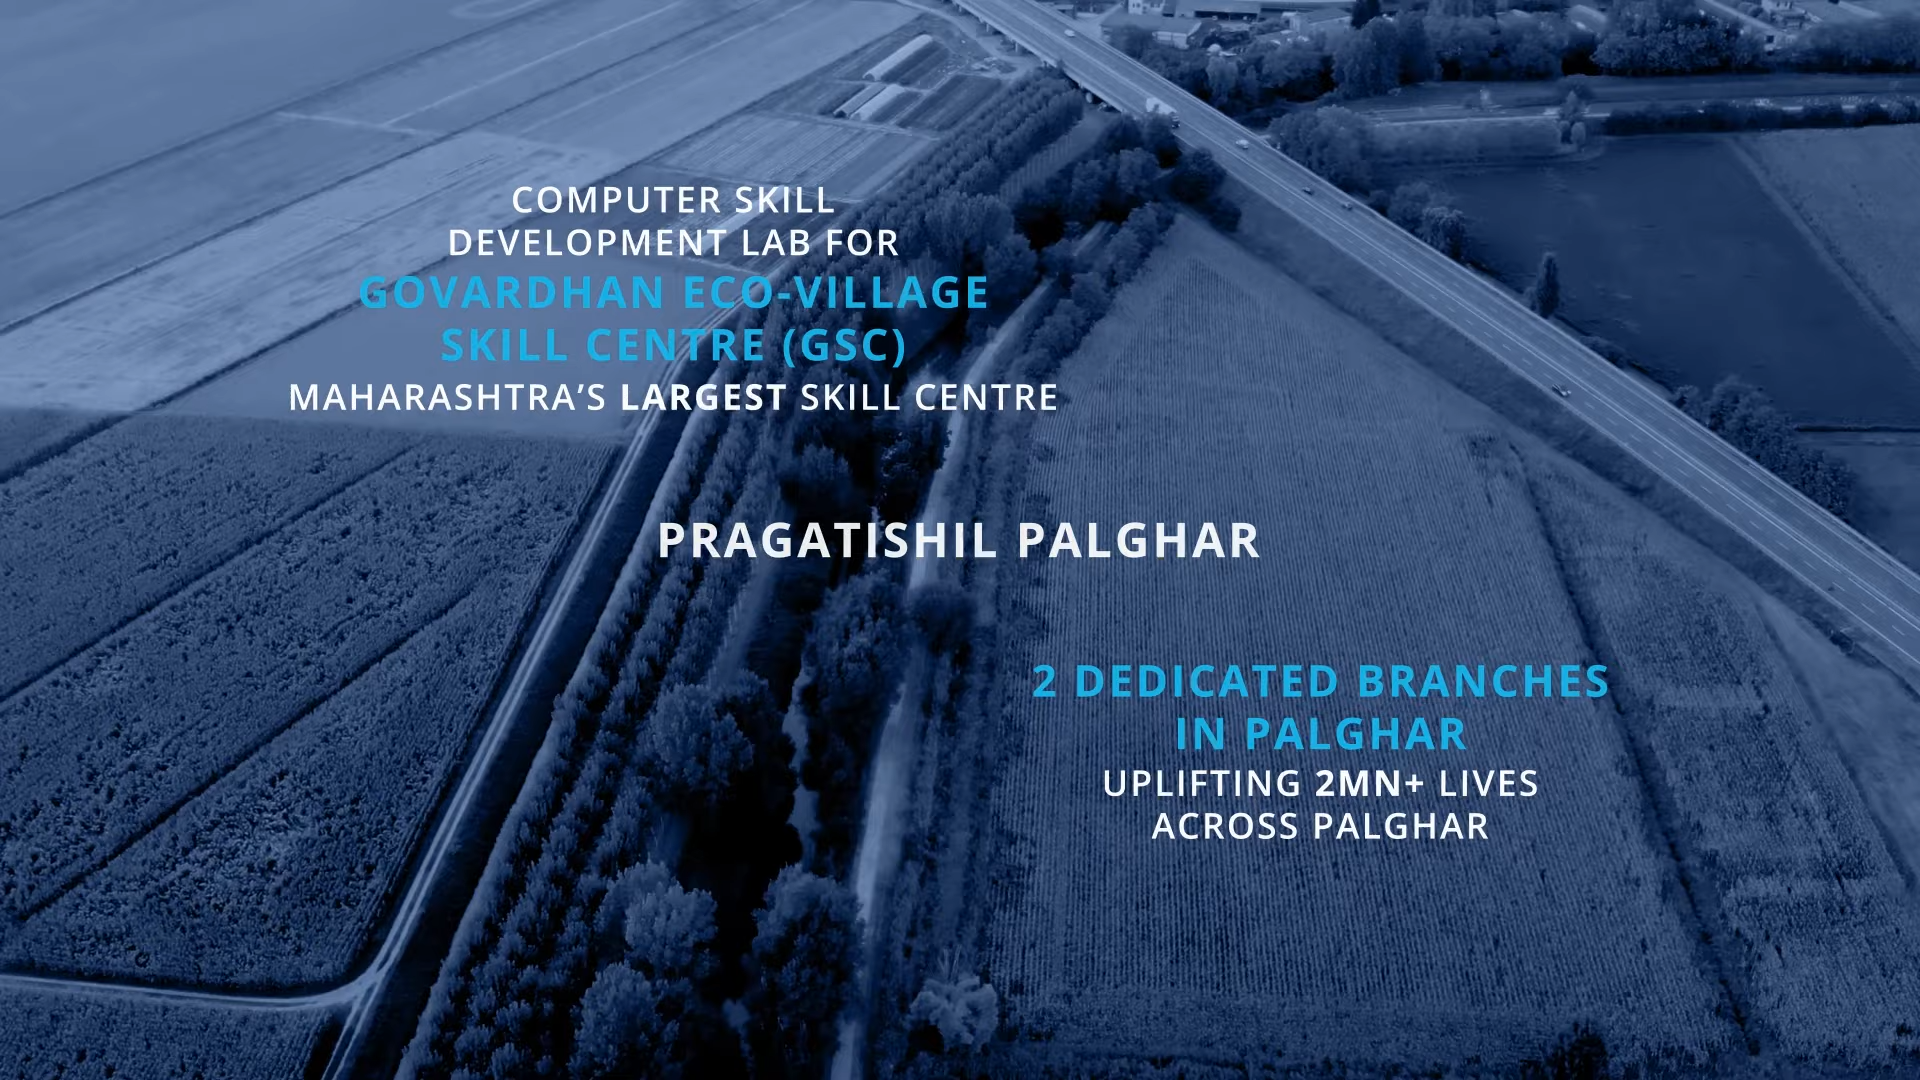 COMPUTER SKILL
DEVELOPMENT LAB FOR
GOVARDHAN ECO-VILLAGE
SKILL CENTRE (GSC)
MAHARASHTRA’S LARGEST SKILL CENTRE
PRAGATISHIL PALGHAR
2 DEDICATED BRANCHES
IN PALGHAR
UPLIFTING 2MN+ LIVES
ACROSS PALGHAR